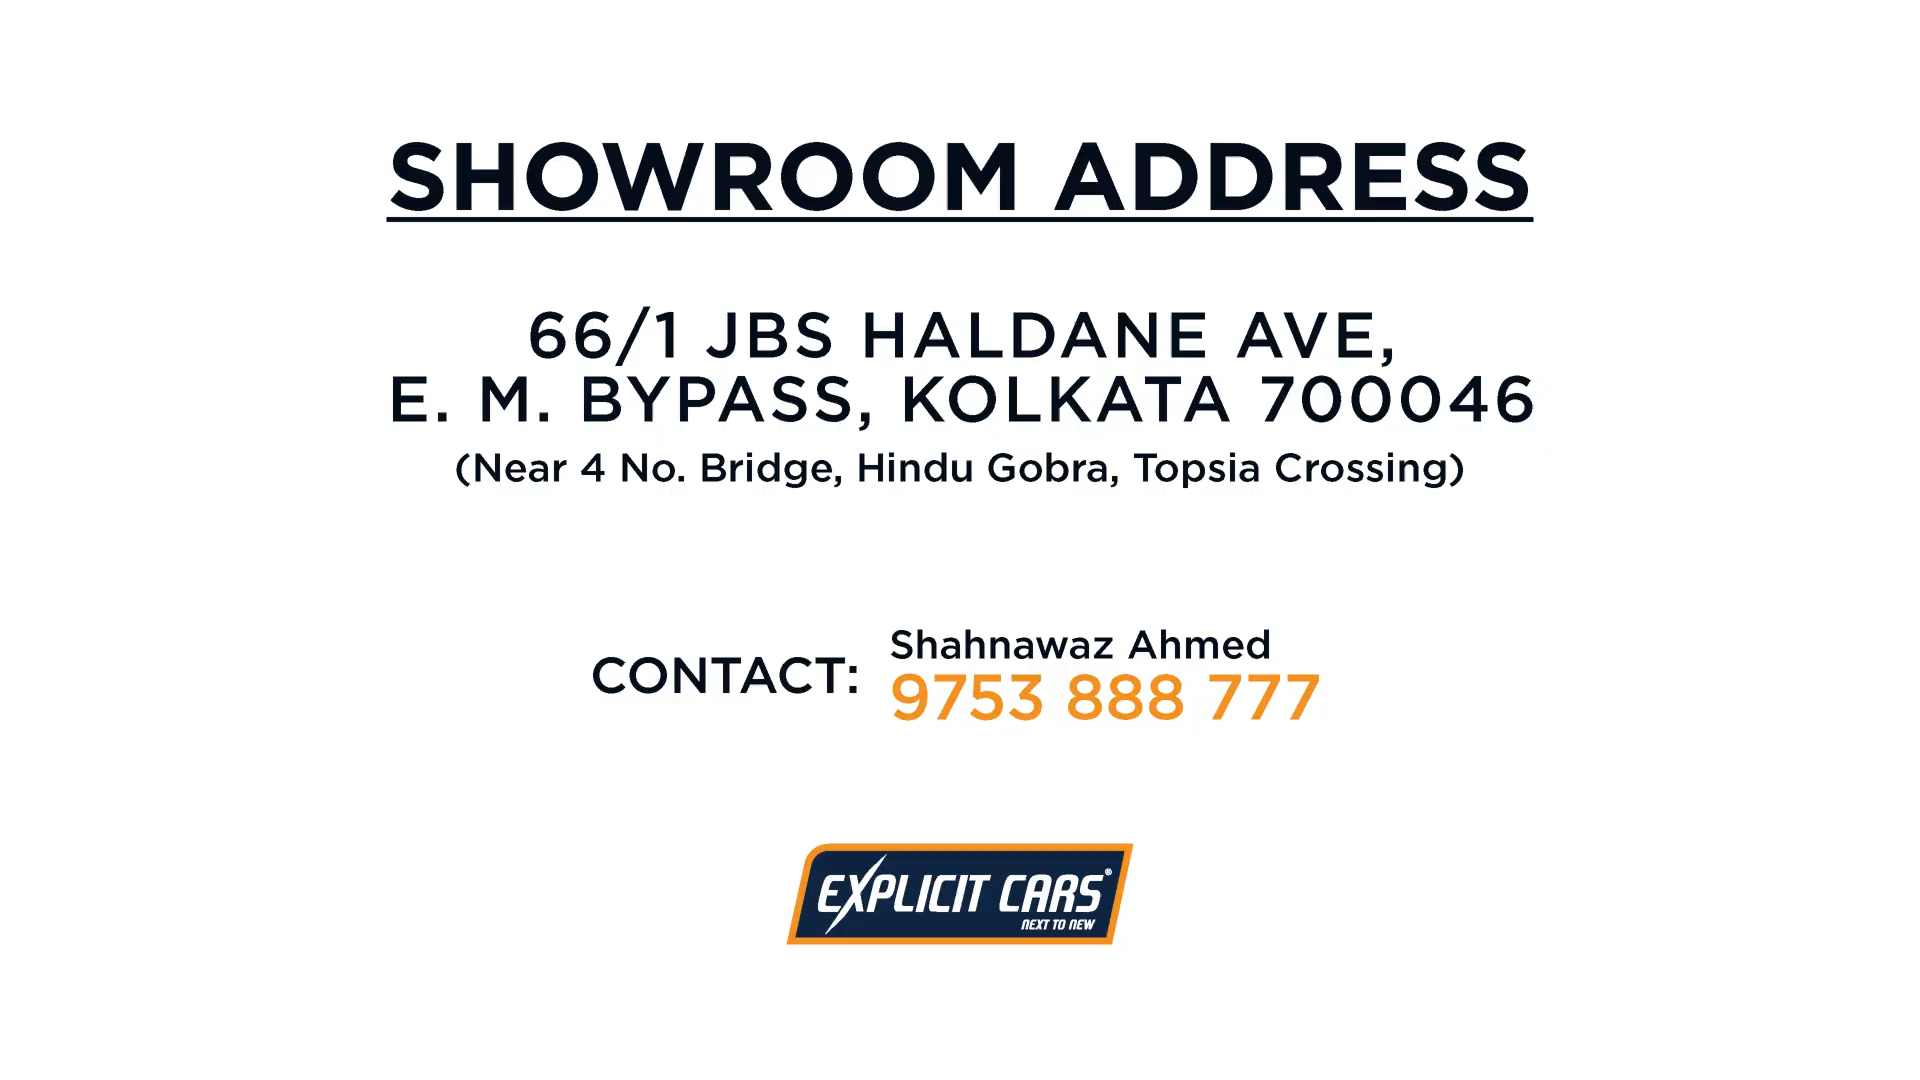 SHOWROOM ADDRESS
66/1 JBS HALDANE AVE,
E. M. BYPASS, KOLKATA 700046
(Near 4 No. Bridge, Hindu Gobra, Topsia Crossing)
CONTACT:
Shahnawaz Ahmed
9753 888 777
EXPLICIT CARS®
NEXT TO NEW